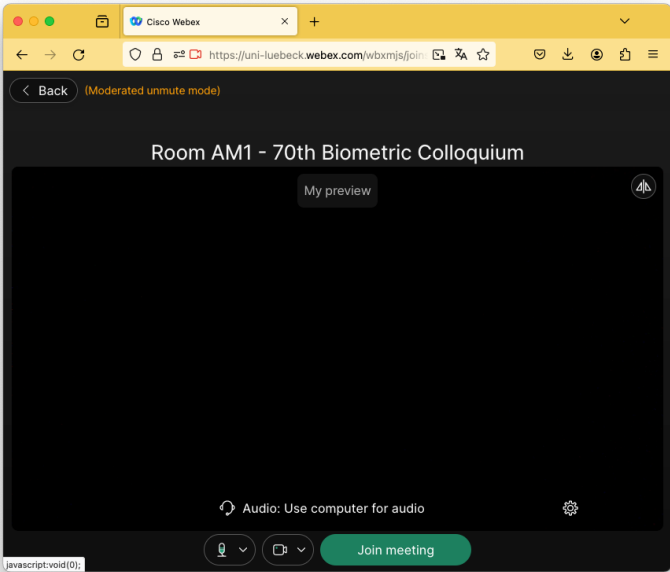 Cisco Webex
https://uni-luebeck.webex.com/wbxmjs/join
Back
(Moderated unmute mode)
Room AM1 - 70th Biometric Colloquium
My preview
Audio: Use computer for audio
Join meeting
javascript:void(0);